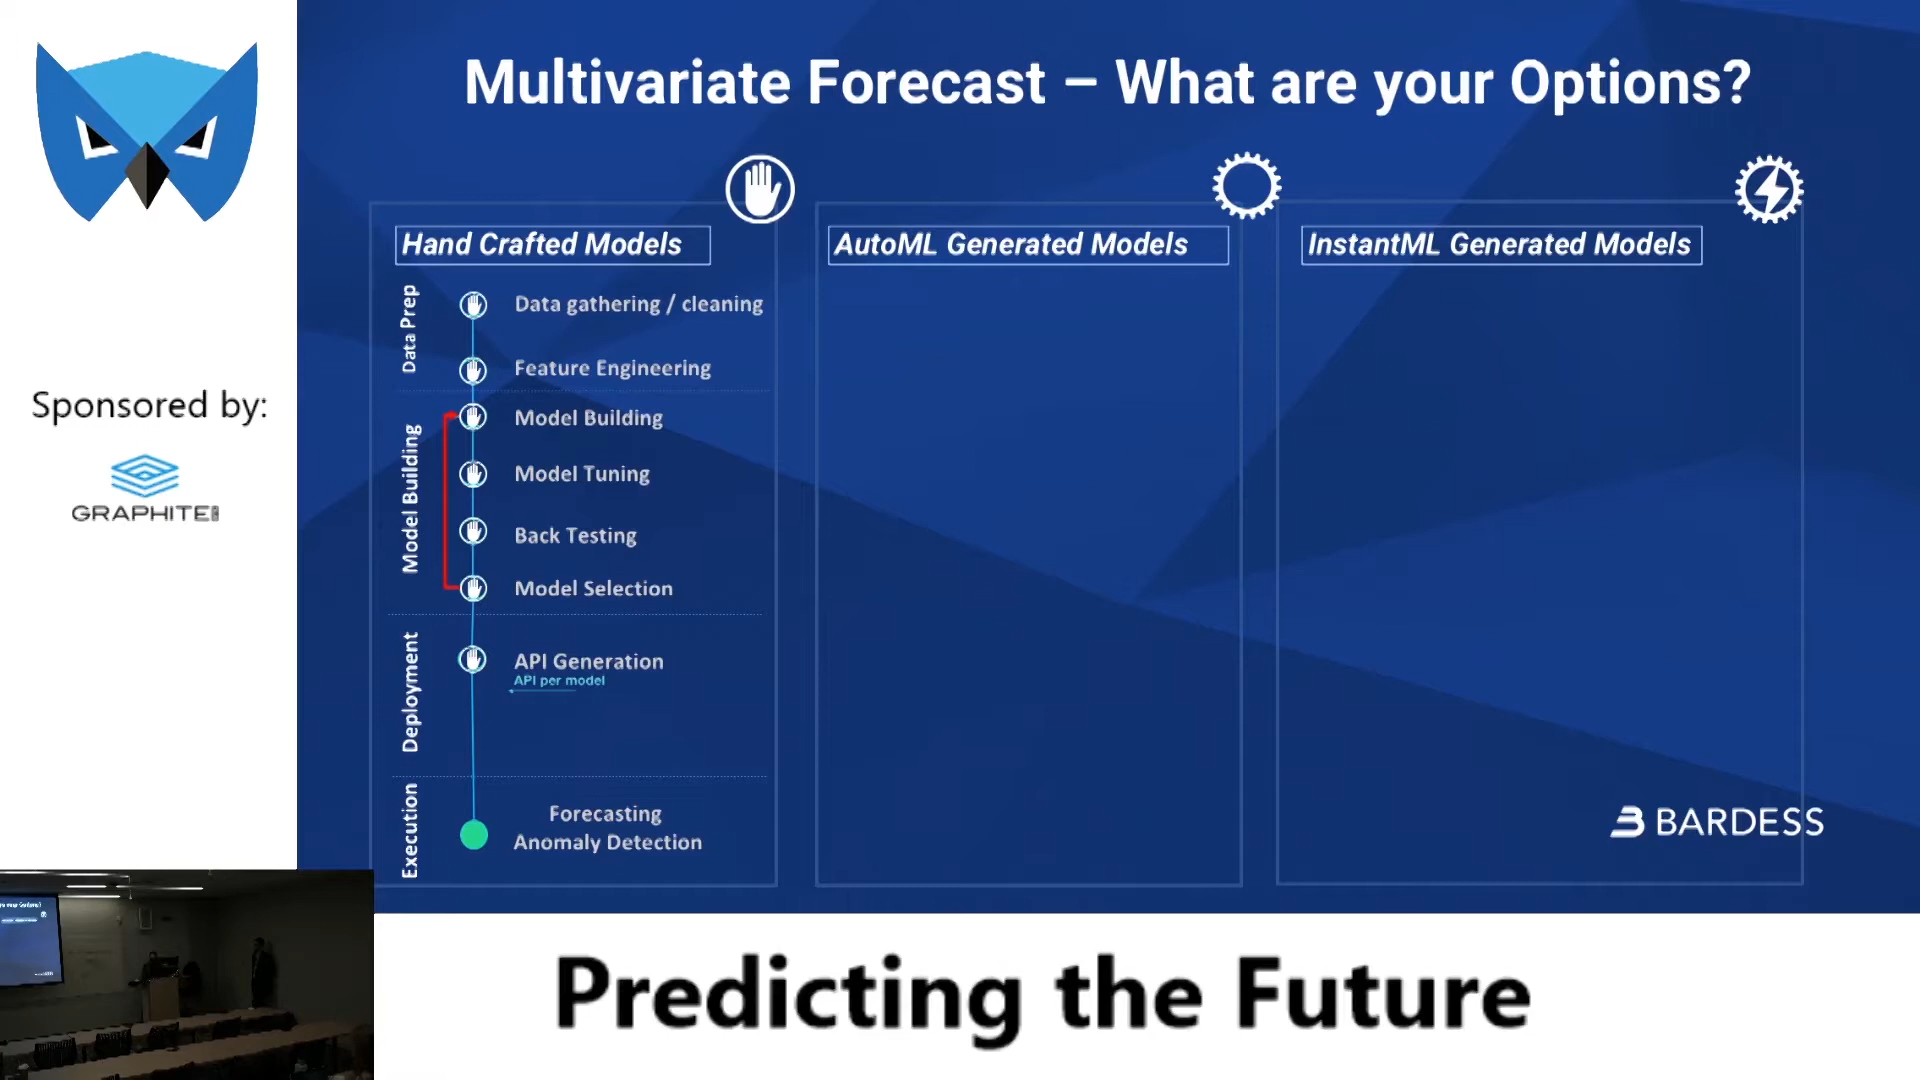 Multivariate Forecast – What are your Options?
Hand Crafted Models
AutoML Generated Models
InstantML Generated Models
Data Prep
Data gathering / cleaning
Feature Engineering
Model Building
Model Building
Model Tuning
Back Testing
Model Selection
Deployment
API Generation
API per model
Execution
Forecasting
Anomaly Detection
BARDESS
Sponsored by:
GRAPHITE
Predicting the Future